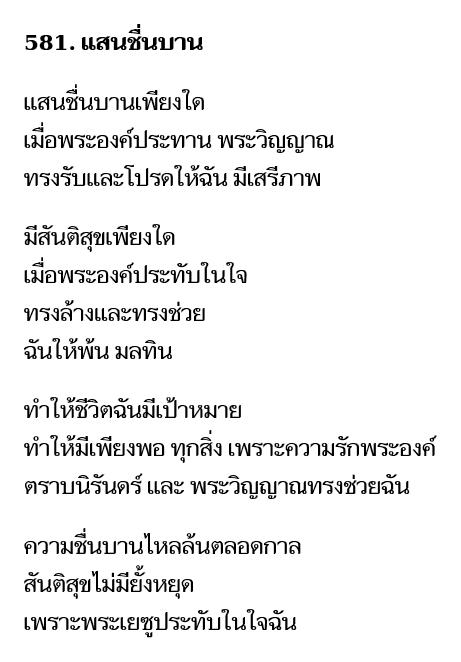 581. แสนชื่นบาน
แสนชื่นบานเพียงใด
เมื่อพระองค์ประทาน พระวิญญาณ
ทรงรับและโปรดให้ฉัน มีเสรีภาพ
มีสันติสุขเพียงใด
เมื่อพระองค์ประทับในใจ
ทรงล้างและทรงช่วย
ฉันให้พ้น มลทิน
ทำให้ชีวิตฉันมีเป้าหมาย
ทำให้มีเพียงพอ ทุกสิ่ง เพราะความรักพระองค์
ตราบนิรันดร์ และ พระวิญญาณทรงช่วยฉัน
ความชื่นบานไหลล้นตลอดกาล
สันติสุขไม่มียั้งหยุด
เพราะพระเยซูประทับในใจฉัน